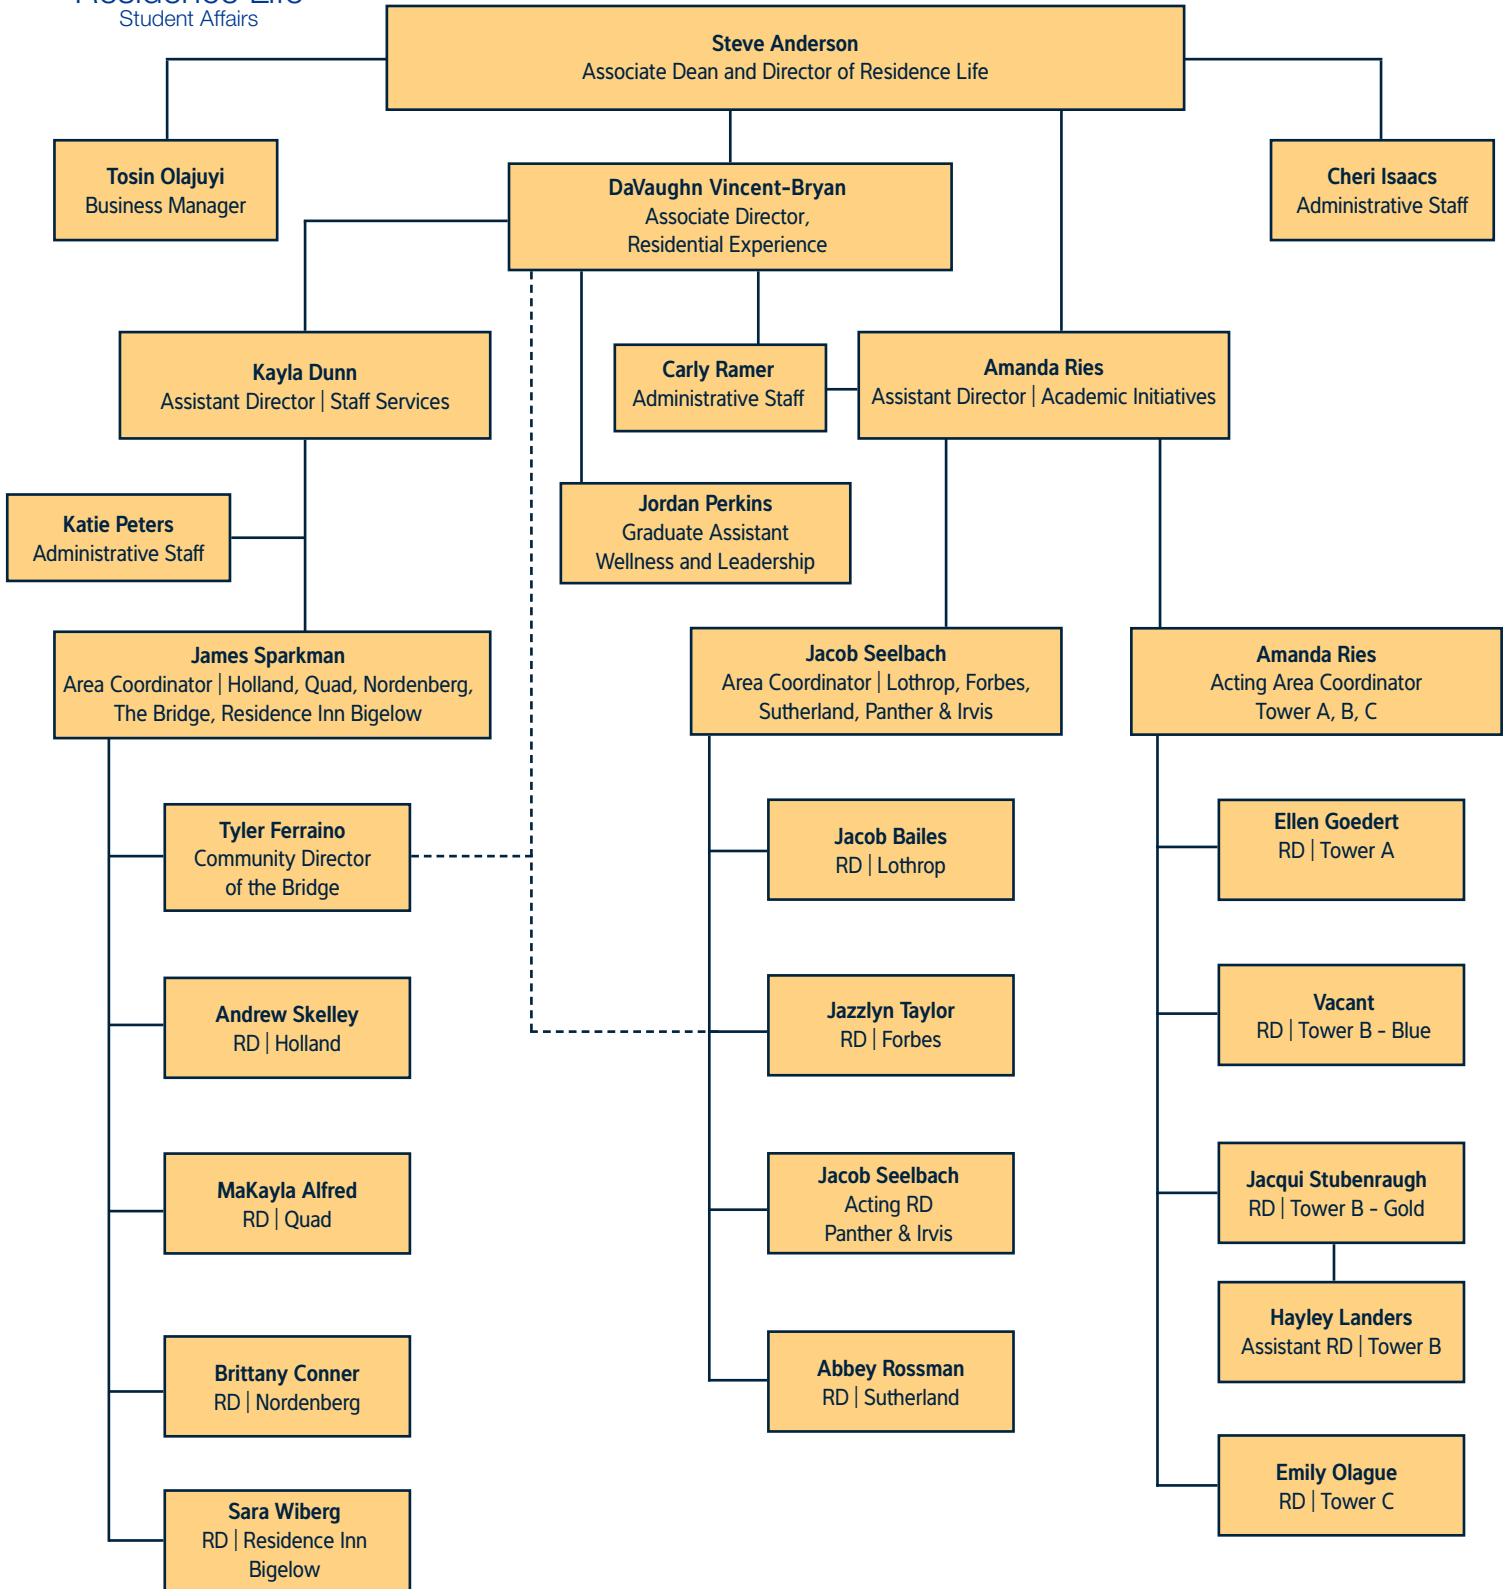 Residence Life
Student Affairs
Steve Anderson
Associate Dean and Director of Residence Life
Tosin Olajuyi
Business Manager
DaVaughn Vincent-Bryan
Associate Director,
Residential Experience
Cheri Isaacs
Administrative Staff
Kayla Dunn
Assistant Director | Staff Services
Carly Ramer
Administrative Staff
Amanda Ries
Assistant Director | Academic Initiatives
Katie Peters
Administrative Staff
Jordan Perkins
Graduate Assistant
Wellness and Leadership
James Sparkman
Area Coordinator | Holland, Quad, Nordenberg,
The Bridge, Residence Inn Bigelow
Jacob Seelbach
Area Coordinator | Lothrop, Forbes,
Sutherland, Panther & Irvis
Amanda Ries
Acting Area Coordinator
Tower A, B, C
Tyler Ferraino
Community Director
of the Bridge
Andrew Skelley
RD | Holland
MaKayla Alfred
RD | Quad
Brittany Conner
RD | Nordenberg
Sara Wiberg
RD | Residence Inn
Bigelow
Jacob Bailes
RD | Lothrop
Jazzlyn Taylor
RD | Forbes
Jacob Seelbach
Acting RD
Panther & Irvis
Abbey Rossman
RD | Sutherland
Ellen Goedert
RD | Tower A
Vacant
RD | Tower B - Blue
Jacqui Stubenraugh
RD | Tower B - Gold
Hayley Landers
Assistant RD | Tower B
Emily Olague
RD | Tower C